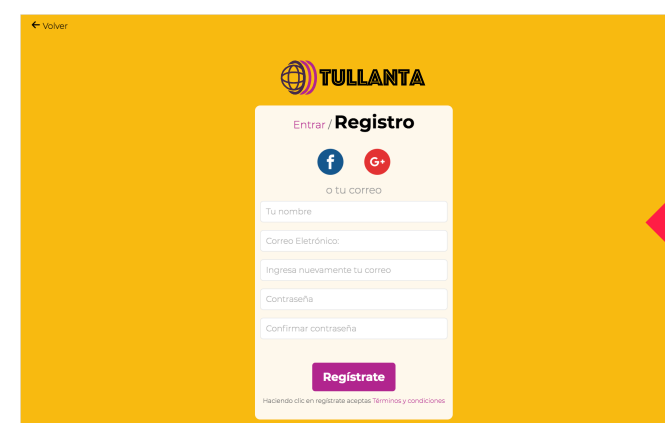 ← Volver
TULLANTA
Entrar / Registro
f G+
o tu correo
Tu nombre
Correo Eletrónico:
Ingresa nuevamente tu correo
Contraseña
Confirmar contraseña
Regístrate
Haciendo clic en regístrate aceptas Términos y condiciones